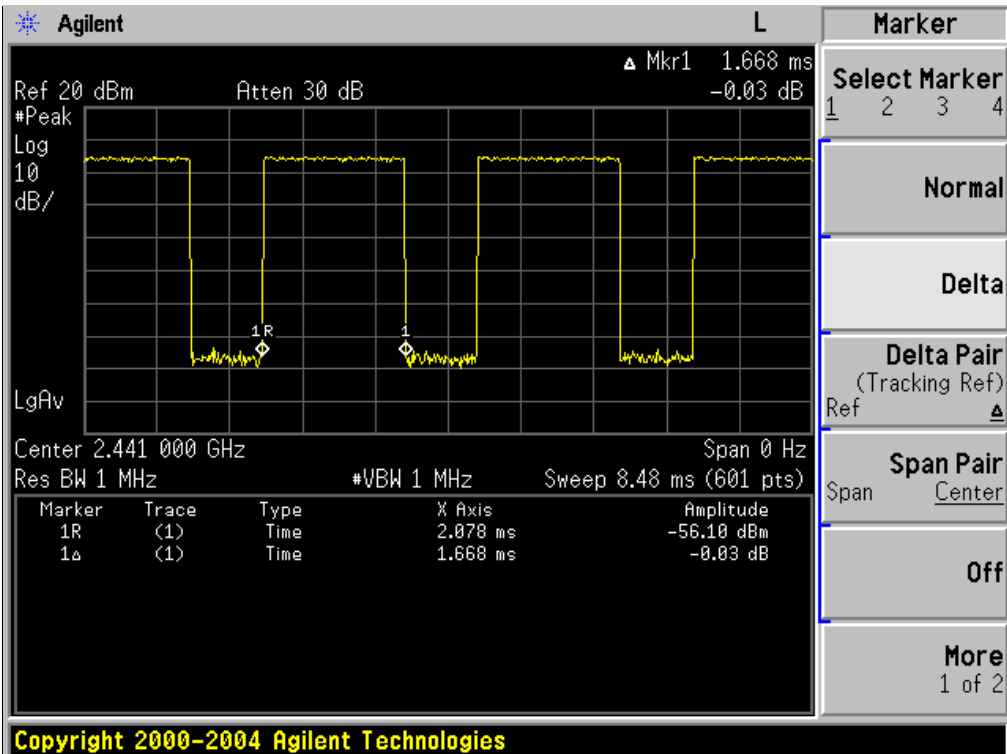 Agilent L
Δ Mkr1 1.668 ms
Ref 20 dBm Atten 30 dB -0.03 dB
#Peak
Log
10
dB/
1R 1
LgAv
Center 2.441 000 GHz Span 0 Hz
Res BW 1 MHz #VBW 1 MHz Sweep 8.48 ms (601 pts)
Marker Trace Type X Axis Amplitude
1R (1) Time 2.078 ms -56.10 dBm
1Δ (1) Time 1.668 ms -0.03 dB
Marker
Select Marker
1 2 3 4
Normal
Delta
Delta Pair
(Tracking Ref)
Ref Δ
Span Pair
Span Center
Off
More
1 of 2
Copyright 2000-2004 Agilent Technologies